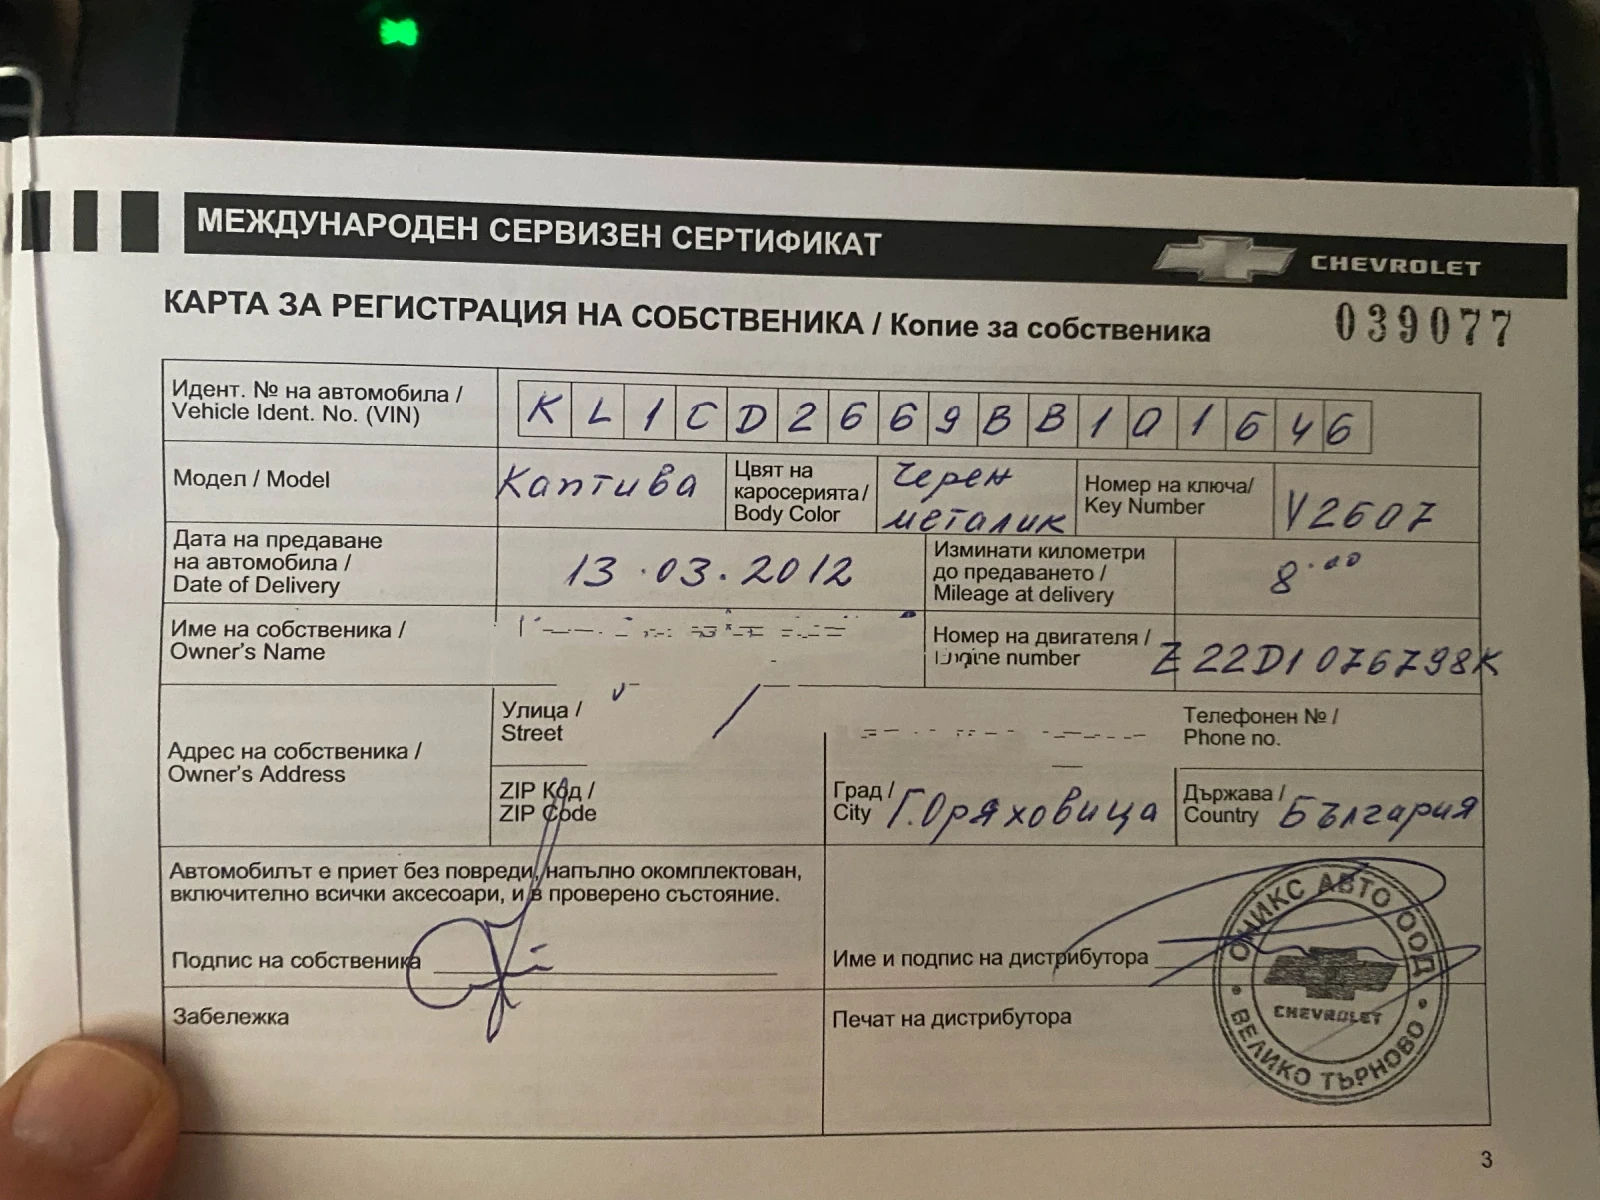 МЕЖДУНАРОДЕН СЕРВИЗЕН СЕРТИФИКАТ
CHEVROLET
КАРТА ЗА РЕГИСТРАЦИЯ НА СОБСТВЕНИКА / Копие за собственика
039077
Идент. № на автомобила /
Vehicle Ident. No. (VIN)
KL1CD2669BB101646
Модел / Model
Каптива
Цвят на
каросерията /
Body Color
Черен
металик
Номер на ключа/
Key Number
V2607
Дата на предаване
на автомобила /
Date of Delivery
13.03.2012
Изминати километри
до предаването /
Mileage at delivery
8.00
Име на собственика /
Owner's Name
Номер на двигателя /
Engine number
Z22D1076798K
Адрес на собственика /
Owner's Address
Улица /
Street
Телефонен № /
Phone no.
ZIP Код /
ZIP Code
Град /
City
Г.Оряховица
Държава /
Country
България
Автомобилът е приет без повреди, напълно окомплектован,
включително всички аксесоари, и в проверено състояние.
Подпис на собственика
Име и подпис на дистрибутора
Забележка
Печат на дистрибутора
ОНИКС АВТО ООД
CHEVROLET
ВЕЛИКО ТЪРНОВО
3